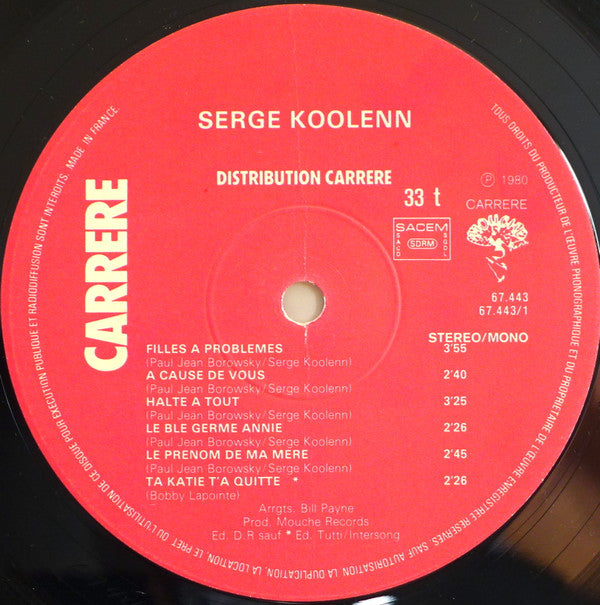 SERGE KOOLENN
DISTRIBUTION CARRERE
33 t
℗ 1980
CARRERE
SACEM
SACD
SDRM
SGDL
67.443
67.443/1
CARRERE
STEREO/MONO
FILLES A PROBLEMES 3'55
(Paul Jean Borowsky/Serge Koolenn)
A CAUSE DE VOUS 2'40
(Paul Jean Borowsky/Serge Koolenn)
HALTE A TOUT 3'25
(Paul Jean Borowsky/Serge Koolenn)
LE BLE GERME ANNIE 2'26
(Paul Jean Borowsky/Serge Koolenn)
LE PRENOM DE MA MERE 2'45
(Paul Jean Borowsky/Serge Koolenn)
TA KATIE T'A QUITTE * 2'26
(Bobby Lapointe)
Arrgts. Bill Payne
Prod. Mouche Records
Ed. D.R sauf * Ed. Tutti/Intersong
TOUS DROITS DU PRODUCTEUR DE L'ŒUVRE PHONOGRAPHIQUE ET DU PROPRIETAIRE DE L'ŒUVRE ENREGISTREE RESERVES. SAUF AUTORISATION, LA DUPLICATION, LA LOCATION, LE PRET OU L'UTILISATION DE CE DISQUE POUR EXECUTION PUBLIQUE ET RADIODIFFUSION SONT INTERDITS. MADE IN FRANCE.